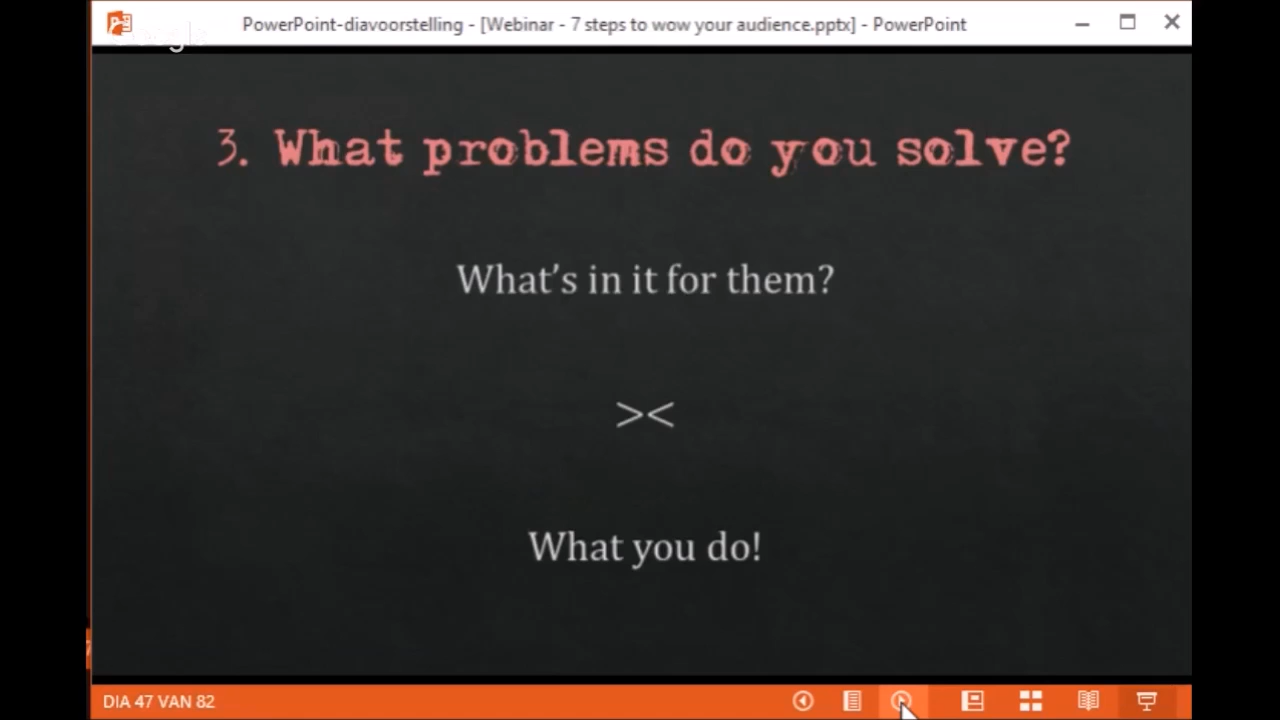 PowerPoint-diavoorstelling - [Webinar - 7 steps to wow your audience.pptx] - PowerPoint
3. What problems do you solve?
What's in it for them?
><
What you do!
DIA 47 VAN 82